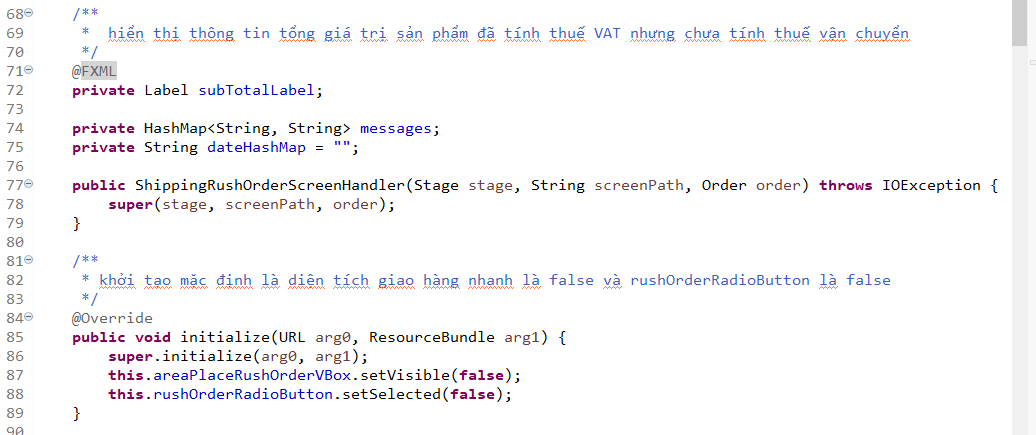 68 /**
69 * hiển thị thông tin tổng giá trị sản phẩm đã tính thuế VAT nhưng chưa tính thuế vận chuyển
70 */
71 @FXML
72 private Label subTotalLabel;
73
74 private HashMap<String, String> messages;
75 private String dateHashMap = "";
76
77 public ShippingRushOrderScreenHandler(Stage stage, String screenPath, Order order) throws IOException {
78 super(stage, screenPath, order);
79 }
80
81 /**
82 * khởi tạo mặc định là diện tích giao hàng nhanh là false và rushOrderRadioButton là false
83 */
84 @Override
85 public void initialize(URL arg0, ResourceBundle arg1) {
86 super.initialize(arg0, arg1);
87 this.areaPlaceRushOrderVBox.setVisible(false);
88 this.rushOrderRadioButton.setSelected(false);
89 }
90